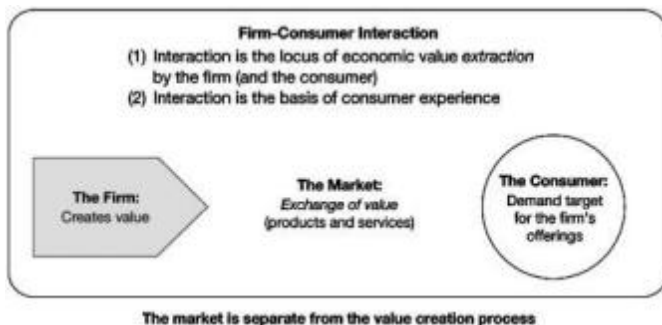 Firm-Consumer Interaction
(1) Interaction is the locus of economic value extraction
by the firm (and the consumer)
(2) Interaction is the basis of consumer experience
The Firm:
Creates value
The Market:
Exchange of value
(products and services)
The Consumer:
Demand target
for the firm's
offerings
The market is separate from the value creation process